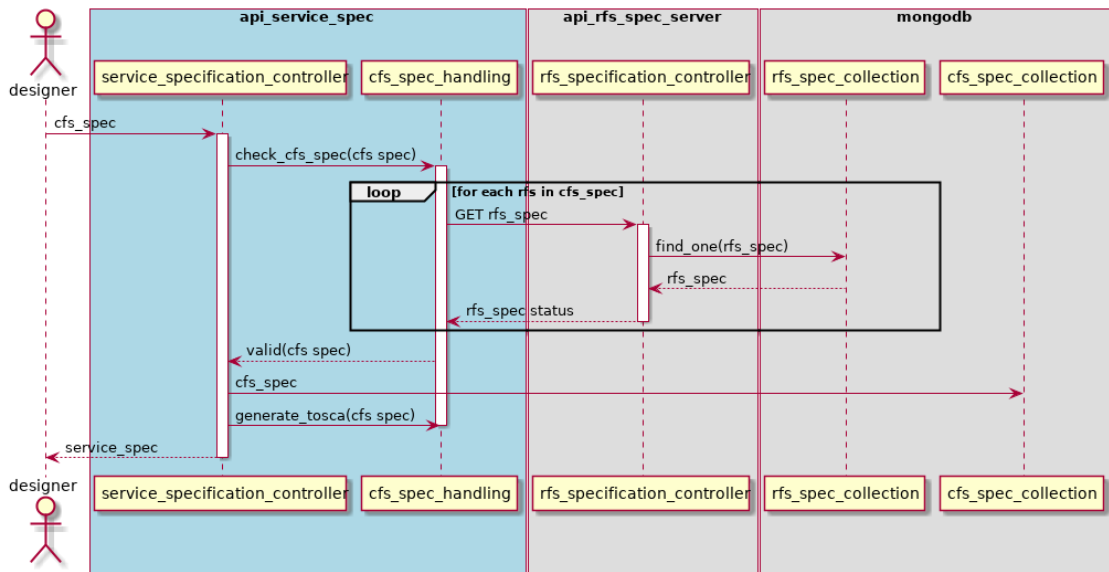 api_service_spec
api_rfs_spec_server
mongodb
designer
service_specification_controller
cfs_spec_handling
rfs_specification_controller
rfs_spec_collection
cfs_spec_collection
cfs_spec
check_cfs_spec(cfs spec)
loop
[for each rfs in cfs_spec]
GET rfs_spec
find_one(rfs_spec)
rfs_spec
rfs_spec status
valid(cfs spec)
cfs_spec
generate_tosca(cfs spec)
service_spec
designer
service_specification_controller
cfs_spec_handling
rfs_specification_controller
rfs_spec_collection
cfs_spec_collection